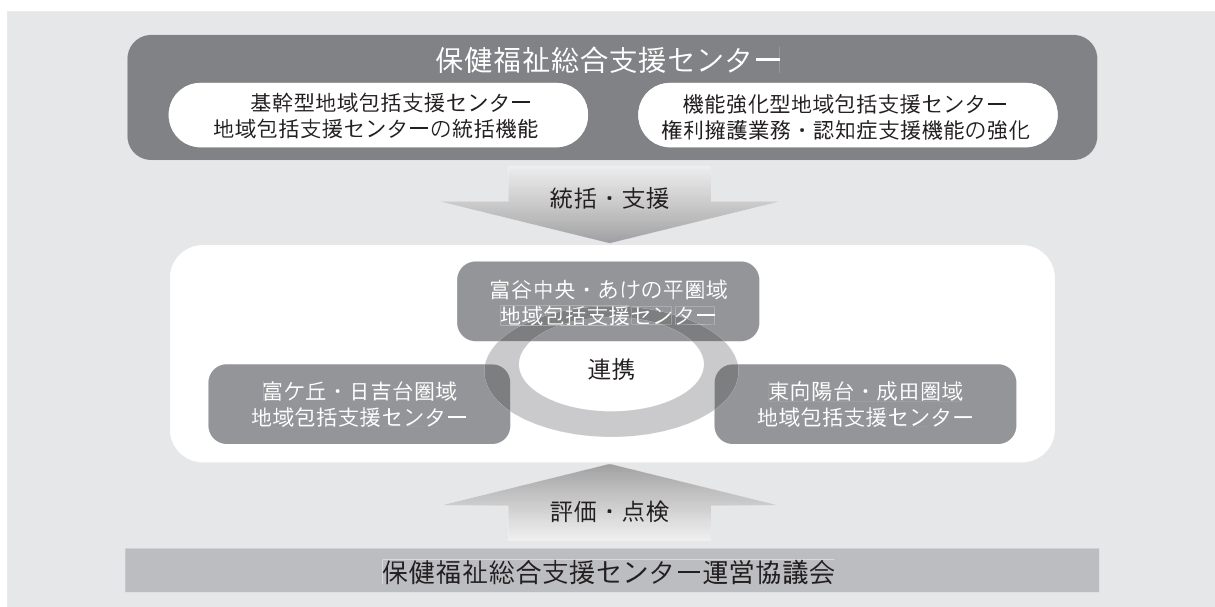 保健福祉総合支援センター
基幹型地域包括支援センター
地域包括支援センターの統括機能
機能強化型地域包括支援センター
権利擁護業務・認知症支援機能の強化
統括・支援
富谷中央・あけの平圏域
地域包括支援センター
連携
富ケ丘・日吉台圏域
地域包括支援センター
東向陽台・成田圏域
地域包括支援センター
評価・点検
保健福祉総合支援センター運営協議会